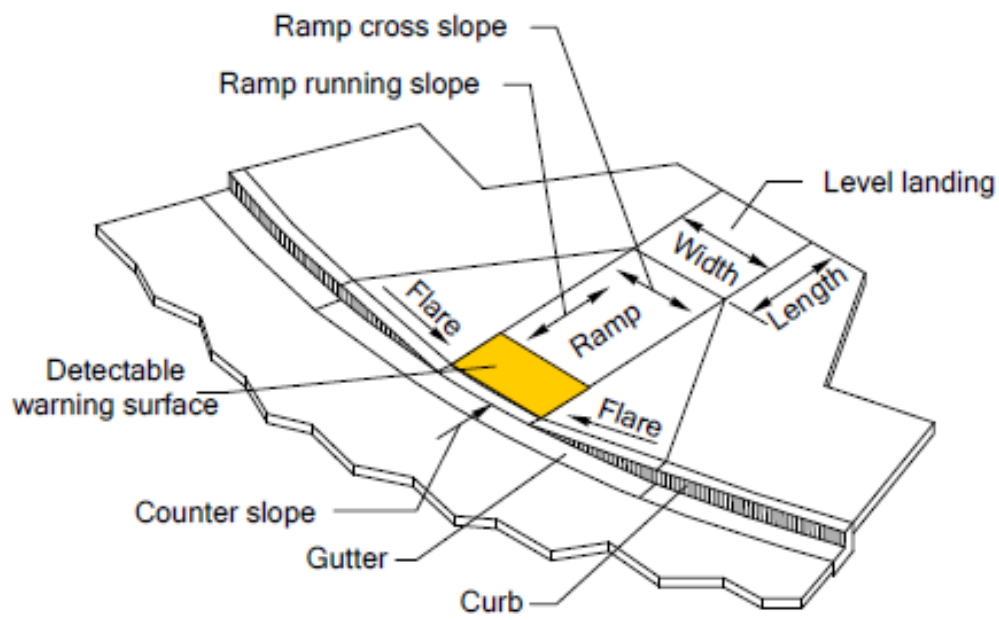 Ramp cross slope
Ramp running slope
Level landing
Width
Length
Flare
Ramp
Detectable
warning surface
Flare
Counter slope
Gutter
Curb